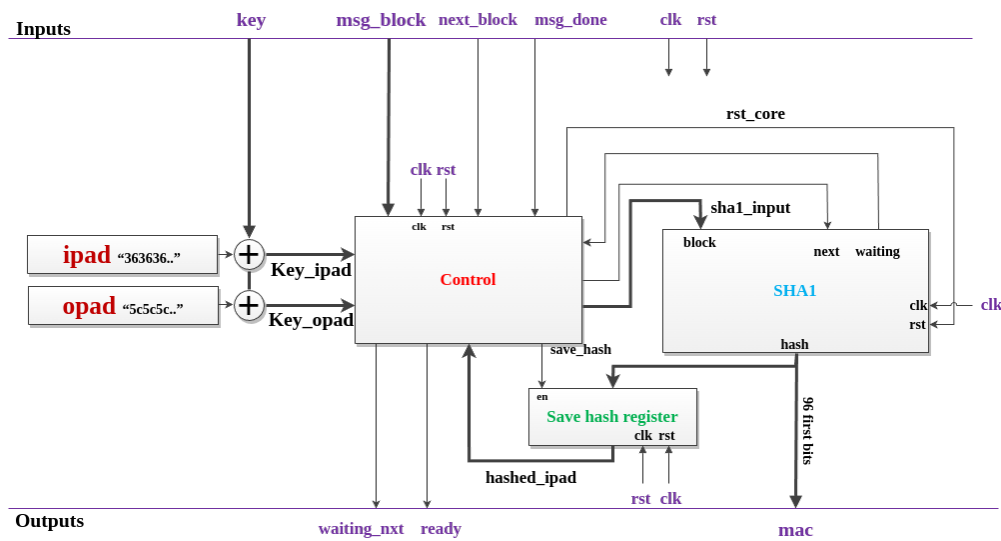 Inputs
key
msg_block
next_block
msg_done
clk
rst
rst_core
clk rst
clk rst
sha1_input
ipad “363636..”
+
Key_ipad
opad “5c5c5c..”
+
Key_opad
Control
block
next
waiting
SHA1
clk
rst
clk
hash
save_hash
en
Save hash register
clk rst
hashed_ipad
rst clk
96 first bits
Outputs
waiting_nxt
ready
mac